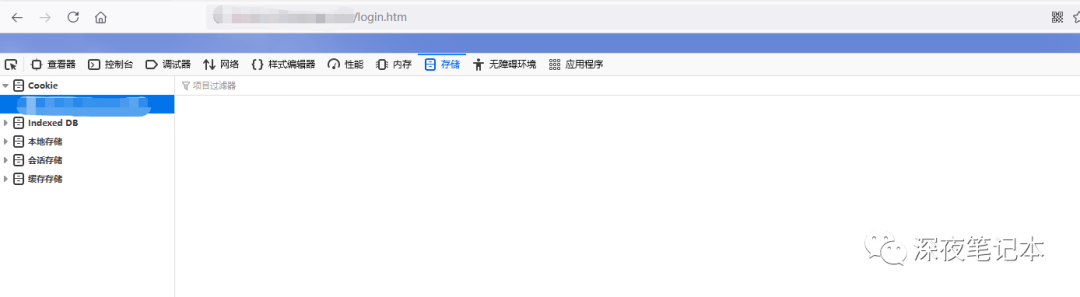 /login.htm
查看器 控制台 调试器 网络 样式编辑器 性能 内存 存储 无障碍环境 应用程序
Cookie
项目过滤器
Indexed DB
本地存储
会话存储
缓存存储
深夜笔记本